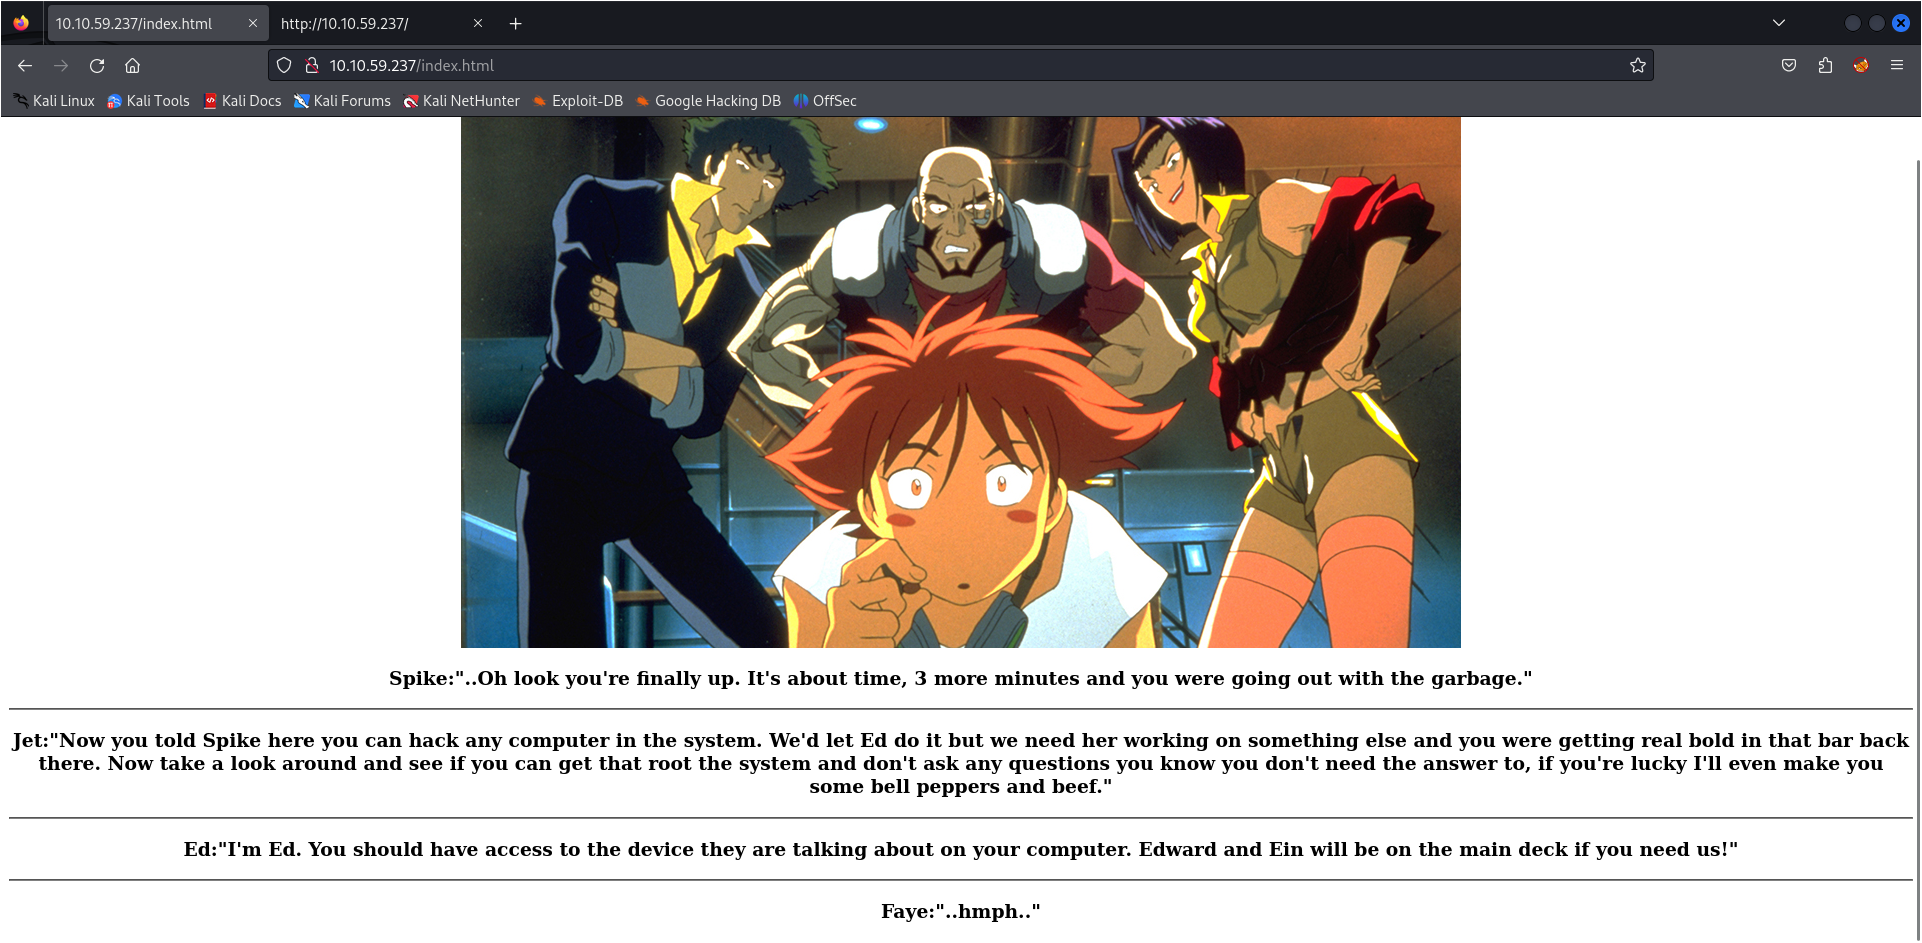 10.10.59.237/index.html
http://10.10.59.237/
10.10.59.237/index.html
Kali Linux Kali Tools Kali Docs Kali Forums Kali NetHunter Exploit-DB Google Hacking DB OffSec
Spike:"..Oh look you're finally up. It's about time, 3 more minutes and you were going out with the garbage."
Jet:"Now you told Spike here you can hack any computer in the system. We'd let Ed do it but we need her working on something else and you were getting real bold in that bar back
there. Now take a look around and see if you can get that root the system and don't ask any questions you know you don't need the answer to, if you're lucky I'll even make you
some bell peppers and beef."
Ed:"I'm Ed. You should have access to the device they are talking about on your computer. Edward and Ein will be on the main deck if you need us!"
Faye:"..hmph.."